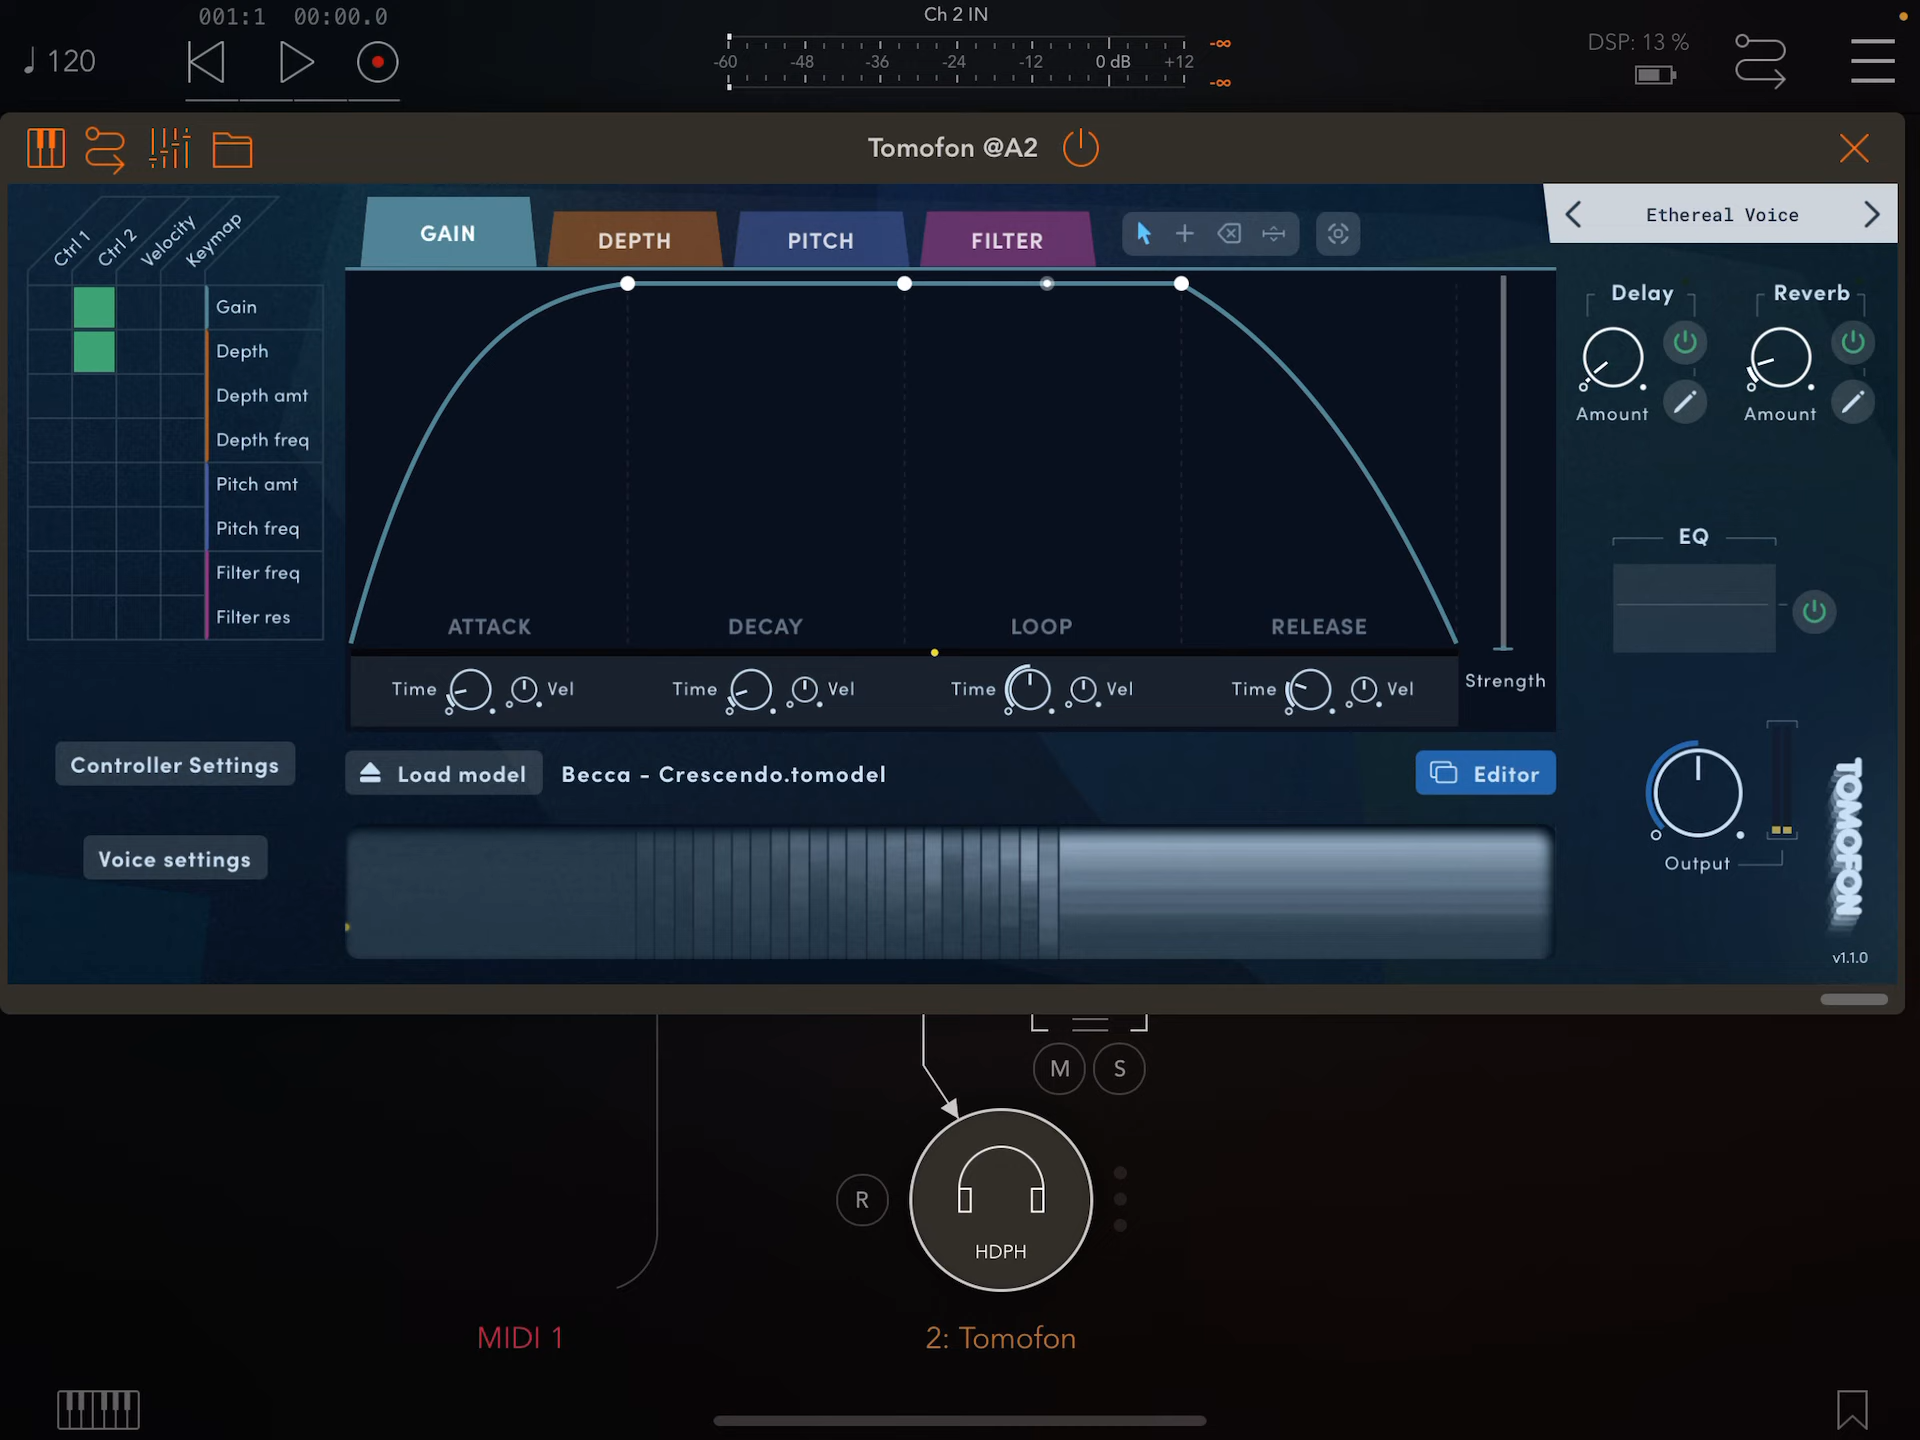 001:1 00:00.0
Ch 2 IN
120
-60 -48 -36 -24 -12 0 dB +12
-∞
-∞
DSP: 13 %
Tomofon @A2
Ctrl 1
Ctrl 2
Velocity
Keymap
GAIN
DEPTH
PITCH
FILTER
Ethereal Voice
Gain
Depth
Depth amt
Depth freq
Pitch amt
Pitch freq
Filter freq
Filter res
Delay
Reverb
Amount
Amount
EQ
ATTACK
DECAY
LOOP
RELEASE
Time Vel
Time Vel
Time Vel
Time Vel
Strength
Controller Settings
Load model
Becca - Crescendo.tomodel
Editor
Voice settings
Output
TOMOFON
v1.1.0
M
S
R
HDPH
MIDI 1
2: Tomofon